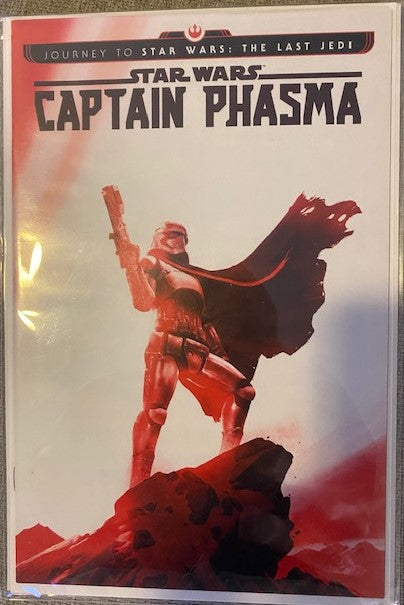 JOURNEY TO STAR WARS: THE LAST JEDI
STAR WARS
CAPTAIN PHASMA